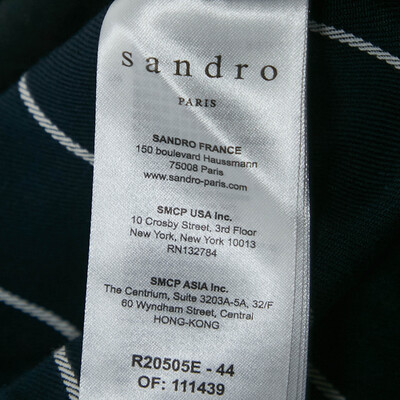 sandro
PARIS
SANDRO FRANCE
150 boulevard Haussmann
75008 Paris
www.sandro-paris.com
SMCP USA Inc.
10 Crosby Street, 3rd Floor
New York, New York 10013
RN132784
SMCP ASIA Inc.
The Centrium, Suite 3203A-5A, 32/F
60 Wyndham Street, Central
HONG-KONG
R20505E - 44
OF: 111439